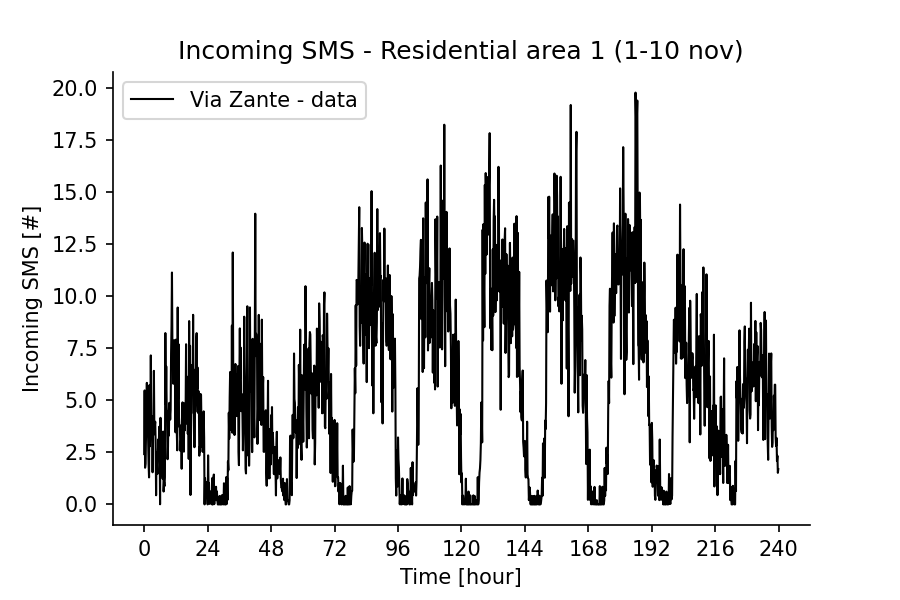 Incoming SMS - Residential area 1 (1-10 nov)
Via Zante - data
Incoming SMS [#]
20.0
17.5
15.0
12.5
10.0
7.5
5.0
2.5
0.0
0 24 48 72 96 120 144 168 192 216 240
Time [hour]